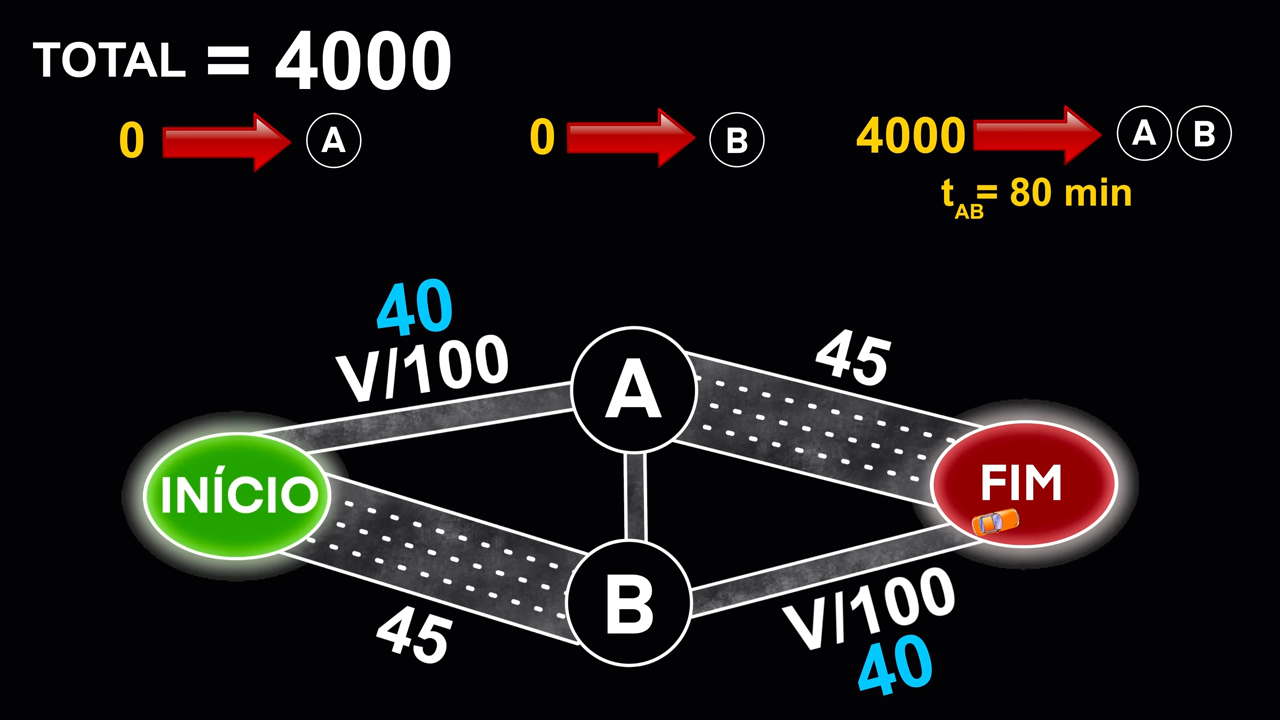 TOTAL = 4000
0 A
0 B
4000 A B
tAB= 80 min
40
V/100
45
A
INÍCIO
FIM
B
45
V/100
40